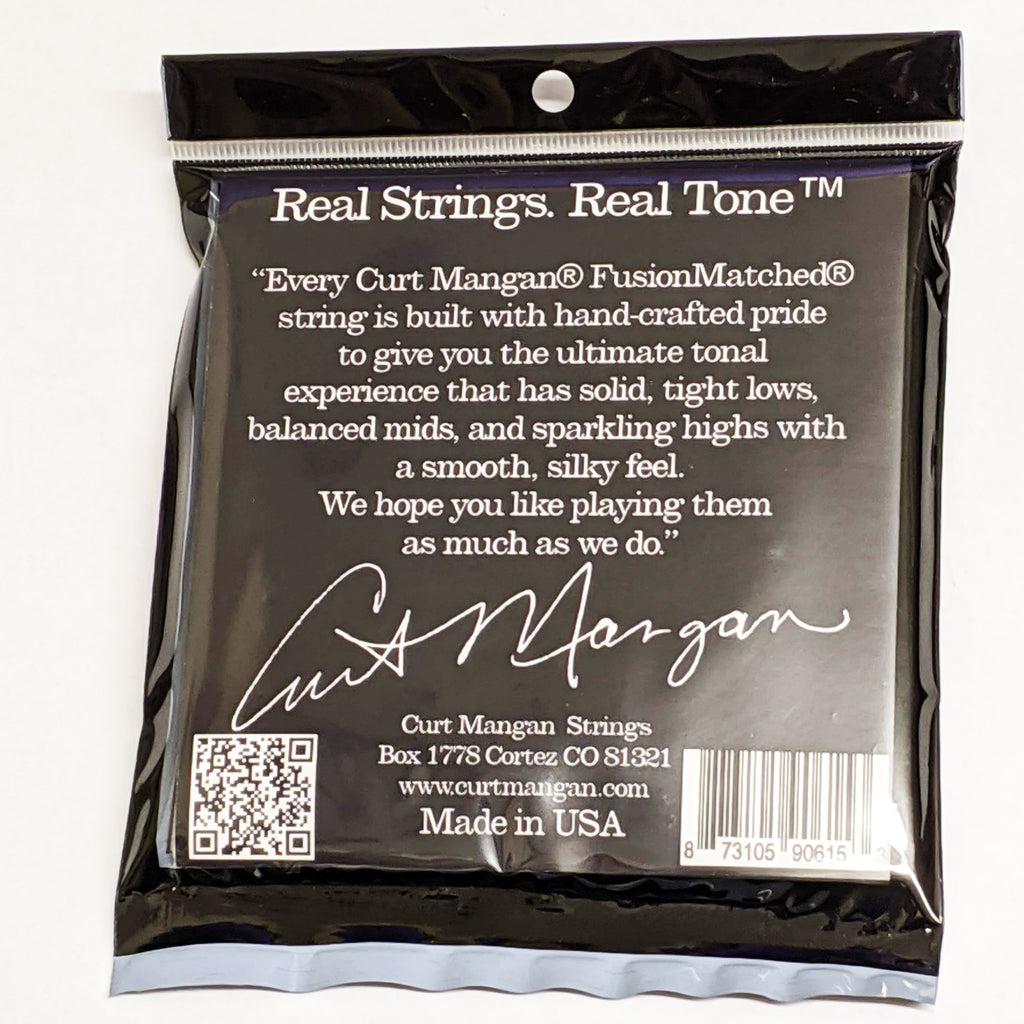 Real Strings. Real Tone™
“Every Curt Mangan® FusionMatched®
string is built with hand-crafted pride
to give you the ultimate tonal
experience that has solid, tight lows,
balanced mids, and sparkling highs with
a smooth, silky feel.
We hope you like playing them
as much as we do.”
Curt Mangan
Curt Mangan Strings
Box 1778 Cortez CO 81321
www.curtmangan.com
Made in USA
8 73105 90615 3